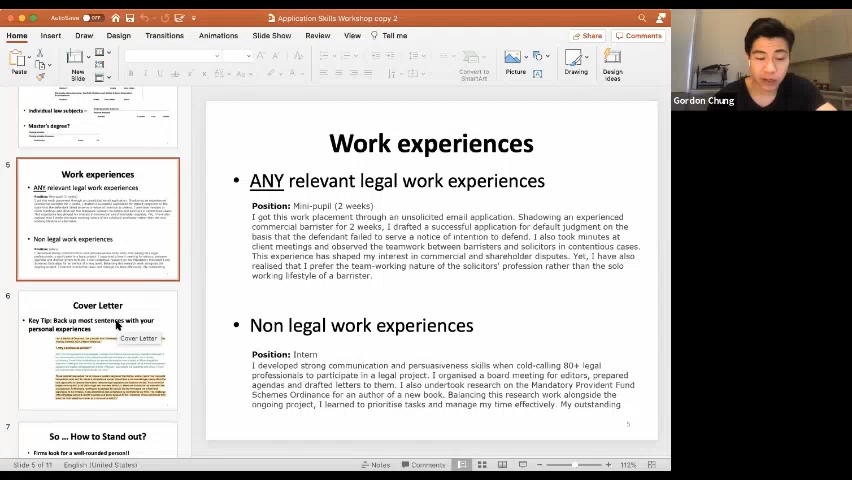 AutoSave OFF
Application Skills Workshop copy 2
Home Insert Draw Design Transitions Animations Slide Show Review View Tell me
Share Comments
Paste
New
Slide
Convert to
SmartArt
Picture
Drawing
Design
Ideas
Gordon Chung
• Individual law subjects –
• Master's degree?
5
Work experiences
• ANY relevant legal work experiences
Position: Mini-pupil (2 weeks)
• Non legal work experiences
6
Cover Letter
• Key Tip: Back up most sentences with your
personal experiences
Cover Letter
7
So ... How to Stand out?
• Firms look for a well-rounded person!!
Work experiences
• ANY relevant legal work experiences
Position: Mini-pupil (2 weeks)
I got this work placement through an unsolicited email application. Shadowing an experienced
commercial barrister for 2 weeks, I drafted a successful application for default judgment on the
basis that the defendant failed to serve a notice of intention to defend. I also took minutes at
client meetings and observed the teamwork between barristers and solicitors in contentious cases.
This experience has shaped my interest in commercial and shareholder disputes. Yet, I have also
realised that I prefer the team-working nature of the solicitors' profession rather than the solo
working lifestyle of a barrister.
• Non legal work experiences
Position: Intern
I developed strong communication and persuasiveness skills when cold-calling 80+ legal
professionals to participate in a legal project. I organised a board meeting for editors, prepared
agendas and drafted letters to them. I also undertook research on the Mandatory Provident Fund
Schemes Ordinance for an author of a new book. Balancing this research work alongside the
ongoing project, I learned to prioritise tasks and manage my time effectively. My outstanding
5
Slide 5 of 11 English (United States)
Notes Comments 112%